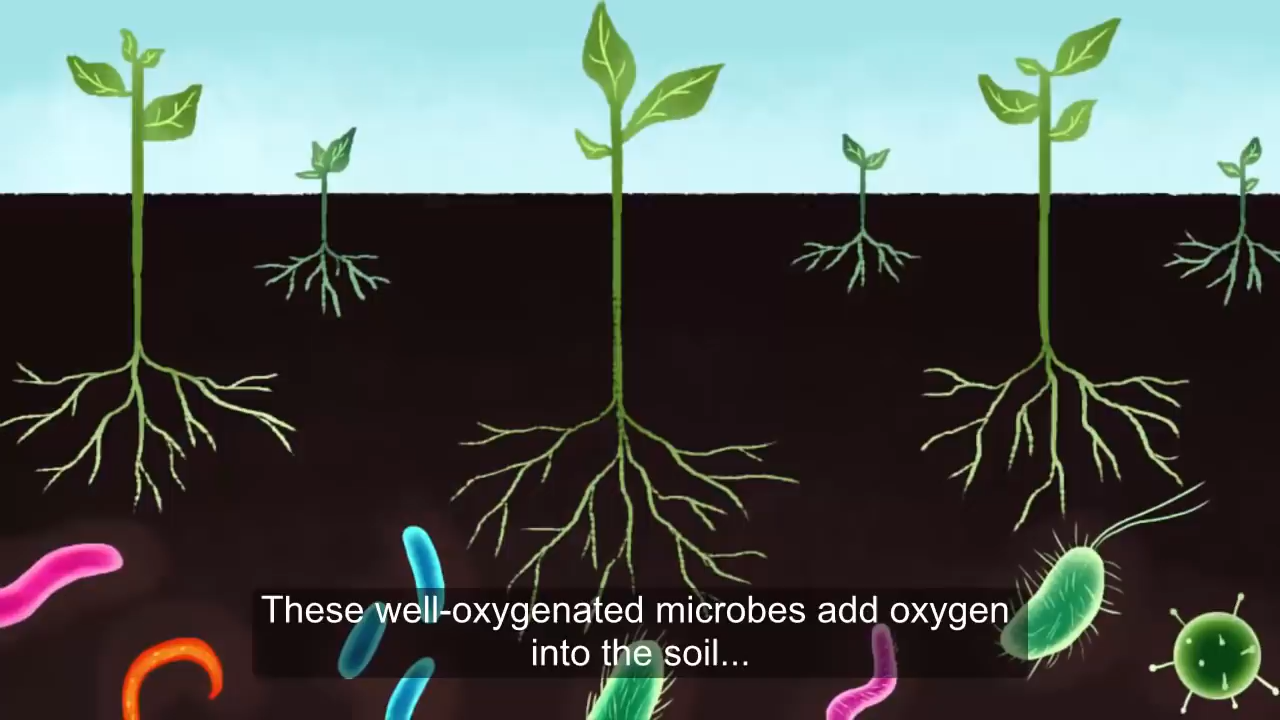 These well-oxygenated microbes add oxygen
into the soil...